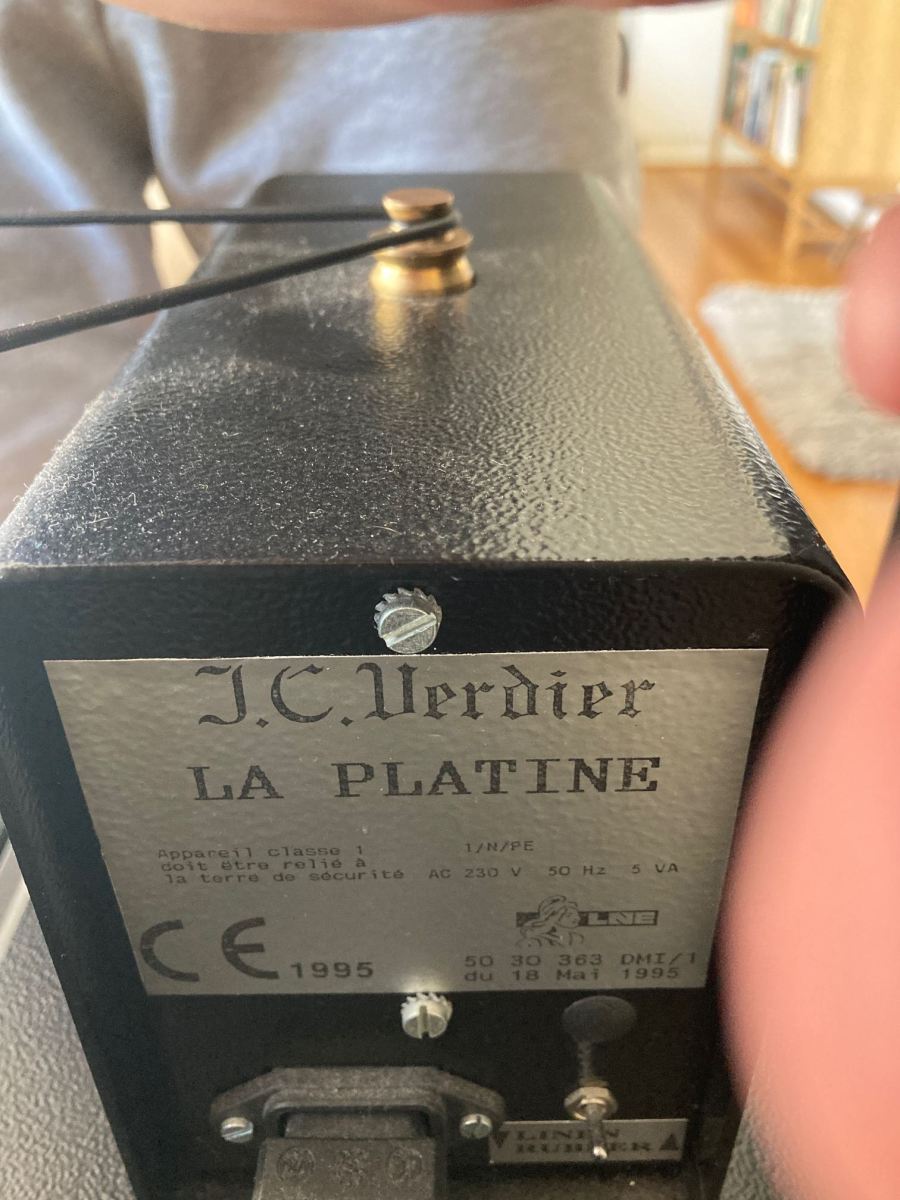 J.C.Verdier
LA PLATINE
Appareil classe 1
doit être relié à
la terre de sécurité
1/N/PE
AC 230 V 50 Hz 5 VA
LNE
CE 1995
50 30 363 DMI/1
du 18 Mai 1995
LINEN
RUBBER